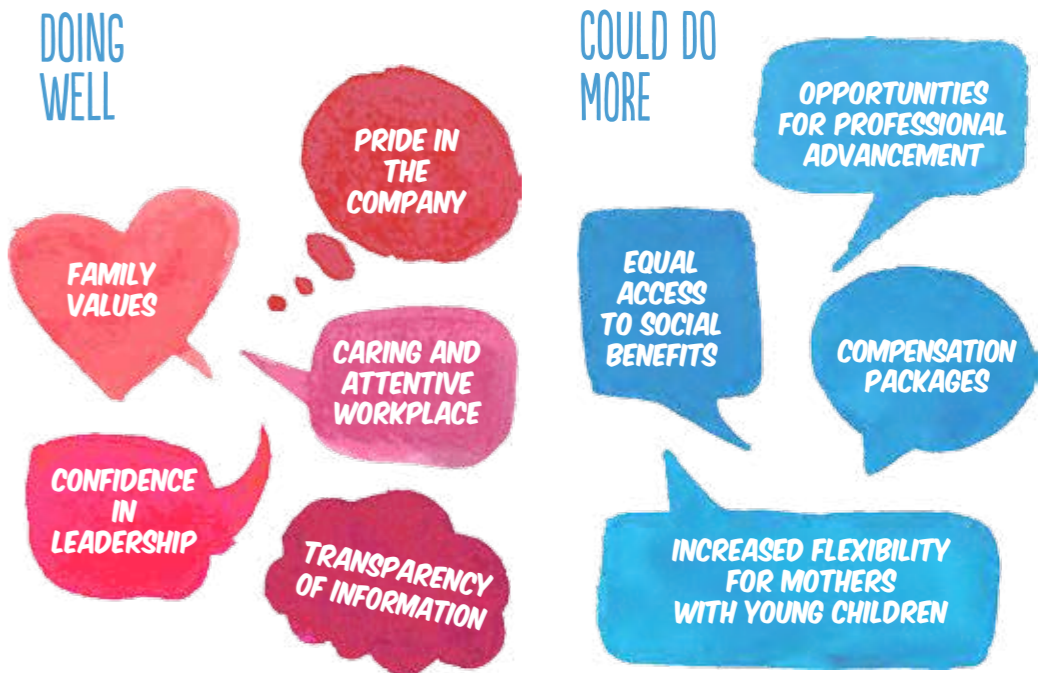 DOING
WELL
PRIDE IN
THE
COMPANY
FAMILY
VALUES
CARING AND
ATTENTIVE
WORKPLACE
CONFIDENCE
IN
LEADERSHIP
TRANSPARENCY
OF INFORMATION
COULD DO
MORE
OPPORTUNITIES
FOR PROFESSIONAL
ADVANCEMENT
EQUAL
ACCESS
TO SOCIAL
BENEFITS
COMPENSATION
PACKAGES
INCREASED FLEXIBILITY
FOR MOTHERS
WITH YOUNG CHILDREN